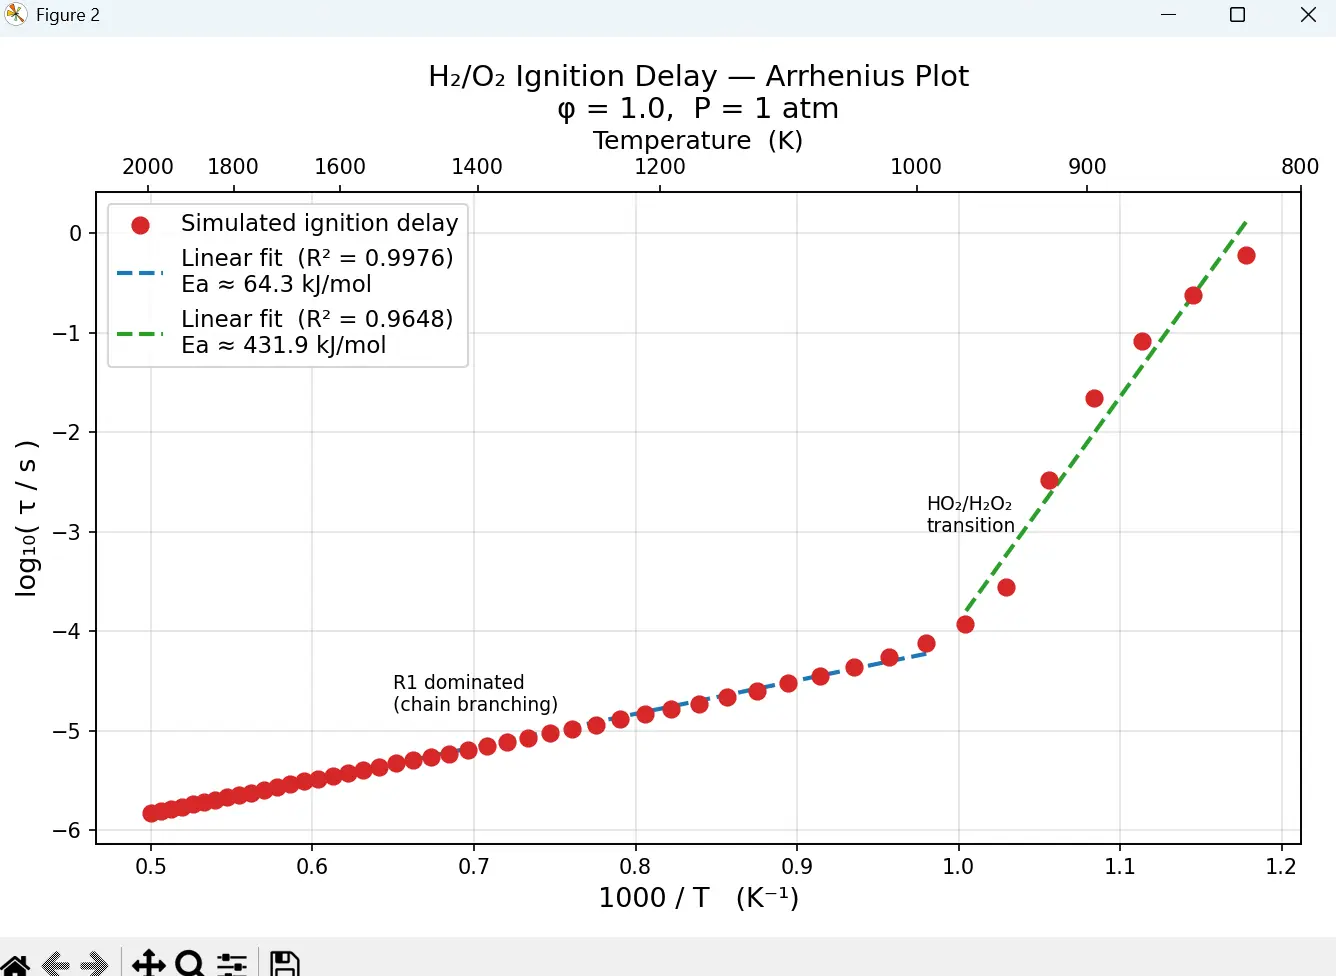 Figure 2
H₂/O₂ Ignition Delay — Arrhenius Plot
φ = 1.0,  P = 1 atm
Temperature  (K)
2000 1800 1600 1400 1200 1000 900 800
Simulated ignition delay
Linear fit  (R² = 0.9976)
Ea ≈ 64.3 kJ/mol
Linear fit  (R² = 0.9648)
Ea ≈ 431.9 kJ/mol
0
−1
−2
−3
−4
−5
−6
log₁₀( τ / s )
HO₂/H₂O₂
transition
R1 dominated
(chain branching)
0.5 0.6 0.7 0.8 0.9 1.0 1.1 1.2
1000 / T   (K⁻¹)